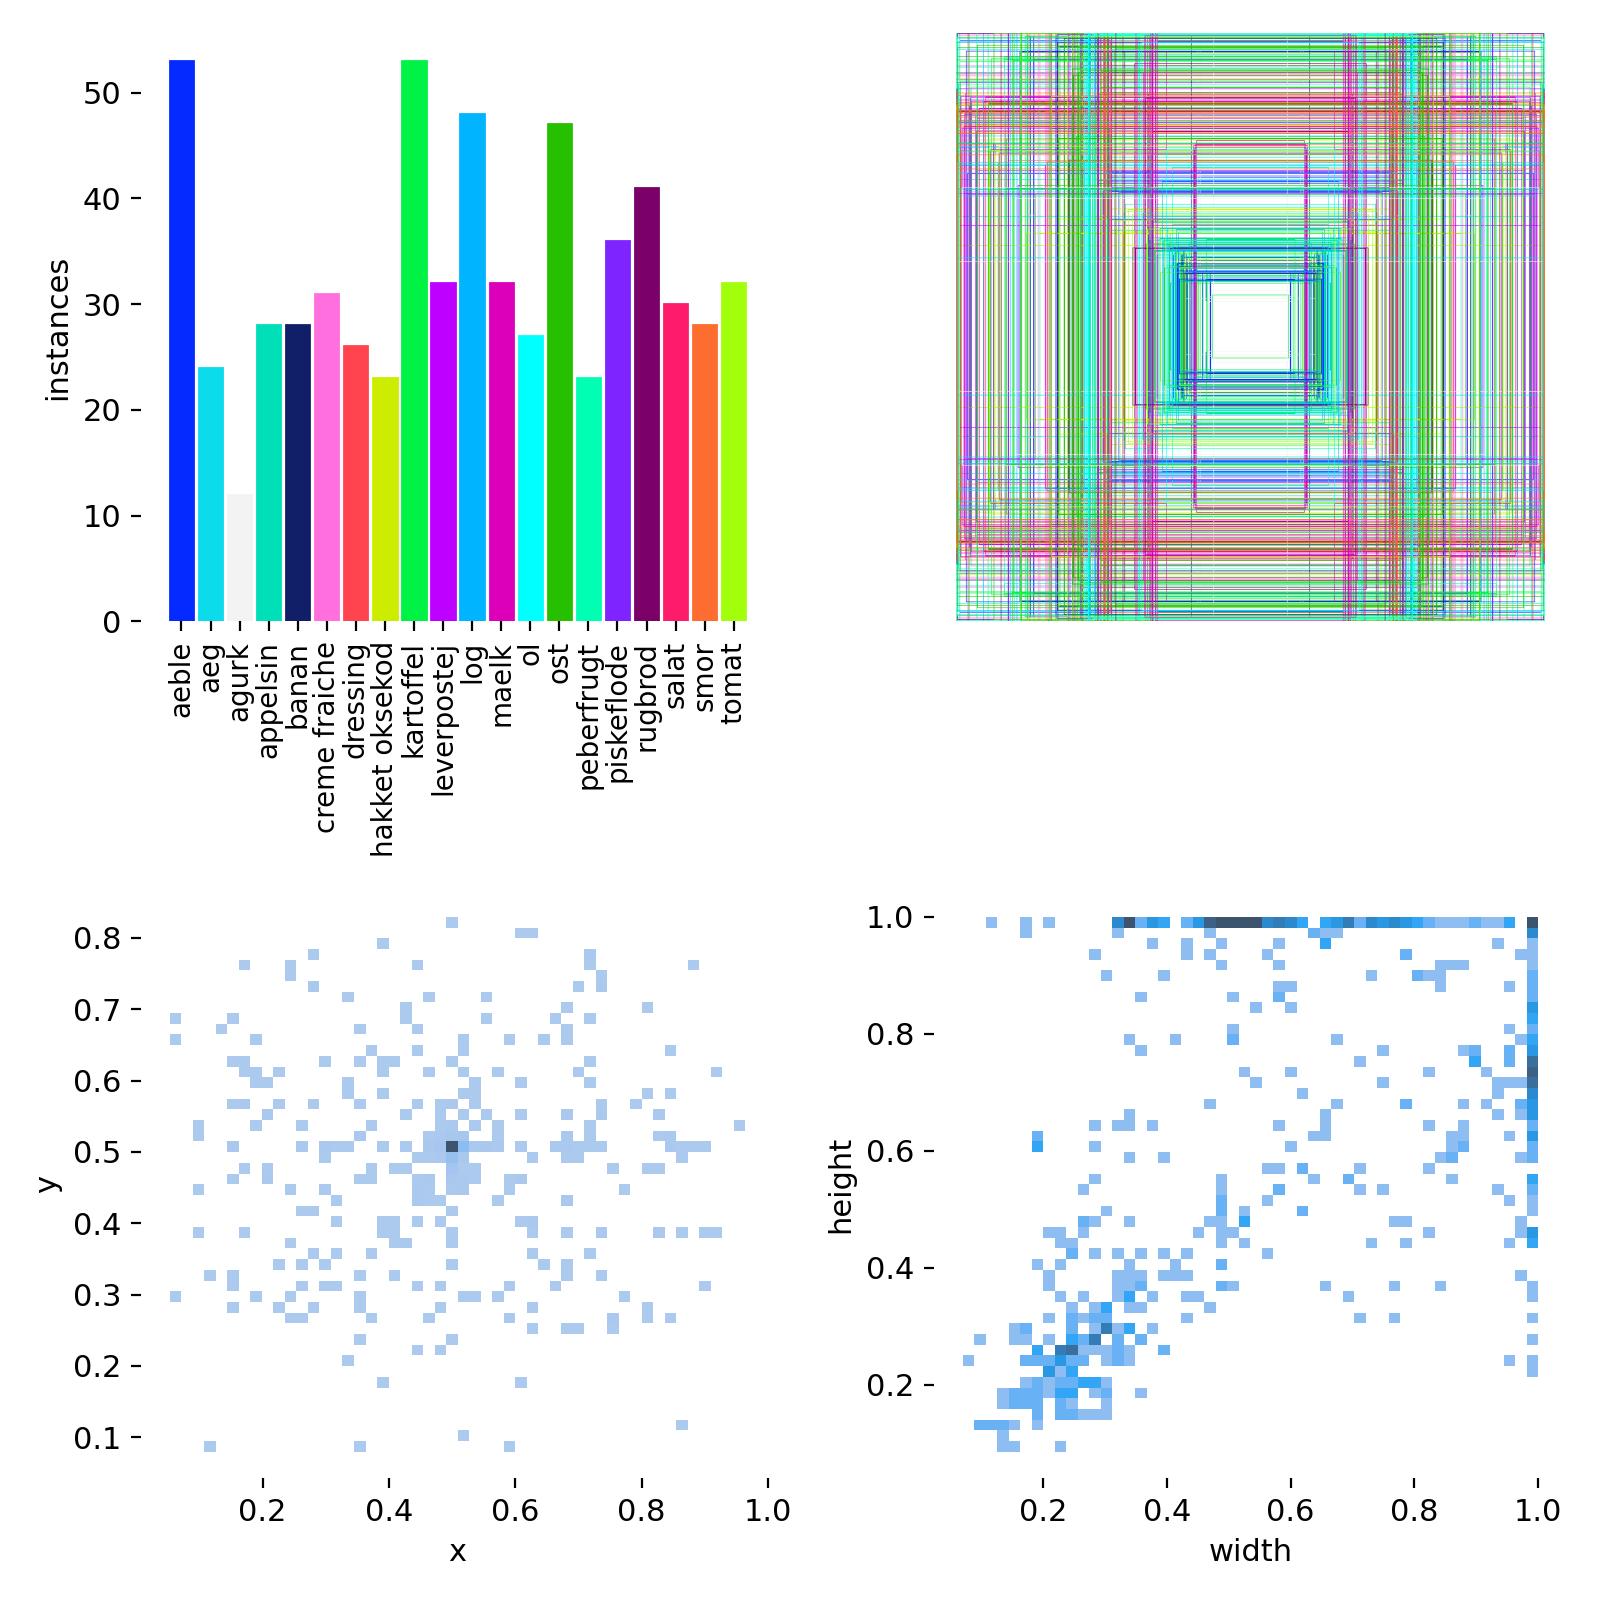 50
40
30
20
10
0
instances
aeble
aeg
agurk
appelsin
banan
creme fraiche
dressing
hakket oksekod
kartoffel
leverpostej
log
maelk
ol
ost
peberfrugt
piskeflode
rugbrod
salat
smor
tomat
0.8
0.7
0.6
0.5
0.4
0.3
0.2
0.1
y
0.2 0.4 0.6 0.8 1.0
x
1.0
0.8
0.6
0.4
0.2
height
0.2 0.4 0.6 0.8 1.0
width